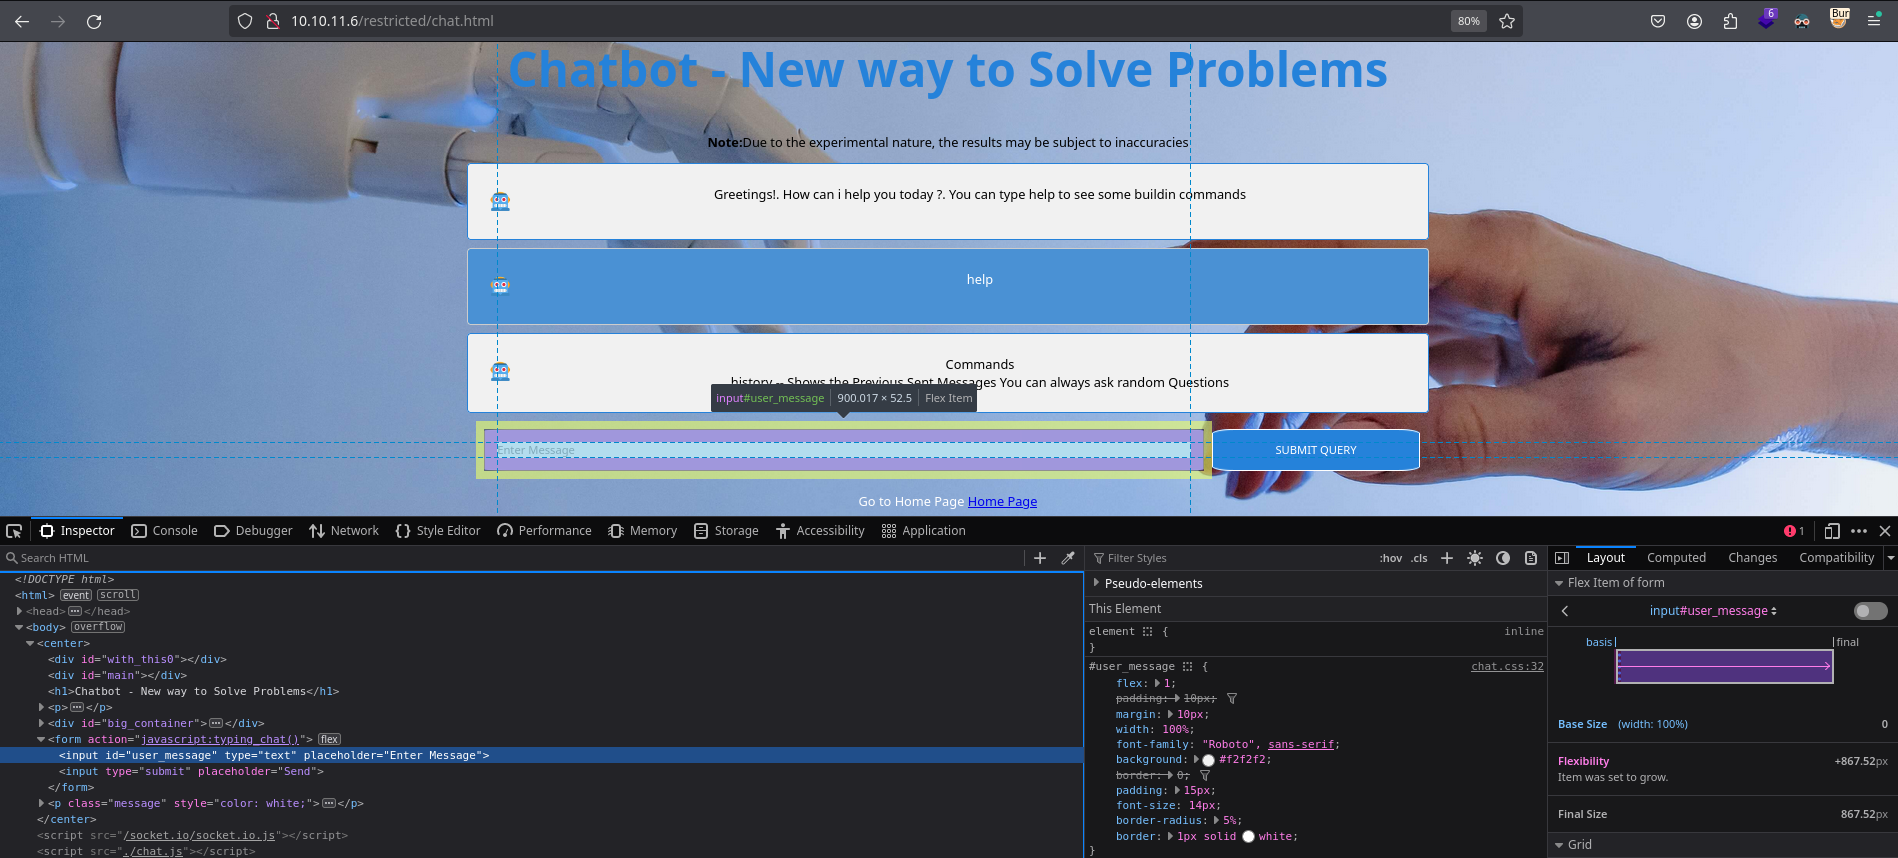 10.10.11.6/restricted/chat.html
80%
6
Bur
Chatbot - New way to Solve Problems
Note:Due to the experimental nature, the results may be subject to inaccuracies
Greetings!. How can i help you today ?. You can type help to see some buildin commands
help
Commands
history -- Shows the Previous Sent Messages You can always ask random Questions
input#user_message 900.017 × 52.5 Flex Item
Enter Message
SUBMIT QUERY
Go to Home Page Home Page
Inspector Console Debugger Network Style Editor Performance Memory Storage Accessibility Application 1
Search HTML
<!DOCTYPE html>
<html> event scroll
<head> ••• </head>
<body> overflow
<center>
<div id="with_this0"></div>
<div id="main"></div>
<h1>Chatbot - New way to Solve Problems</h1>
<p> ••• </p>
<div id="big_container"> ••• </div>
<form action="javascript:typing_chat()"> flex
<input id="user_message" type="text" placeholder="Enter Message">
<input type="submit" placeholder="Send">
</form>
<p class="message" style="color: white;"> ••• </p>
</center>
<script src="/socket.io/socket.io.js"></script>
<script src="./chat.js"></script>
Filter Styles :hov .cls
Pseudo-elements
This Element
element { inline
}
#user_message { chat.css:32
flex: 1;
padding: 10px;
margin: 10px;
width: 100%;
font-family: "Roboto", sans-serif;
background: #f2f2f2;
border: 0;
padding: 15px;
font-size: 14px;
border-radius: 5%;
border: 1px solid white;
}
Layout Computed Changes Compatibility
Flex Item of form
input#user_message
basis final
Base Size (width: 100%) 0
Flexibility +867.52px
Item was set to grow.
Final Size 867.52px
Grid